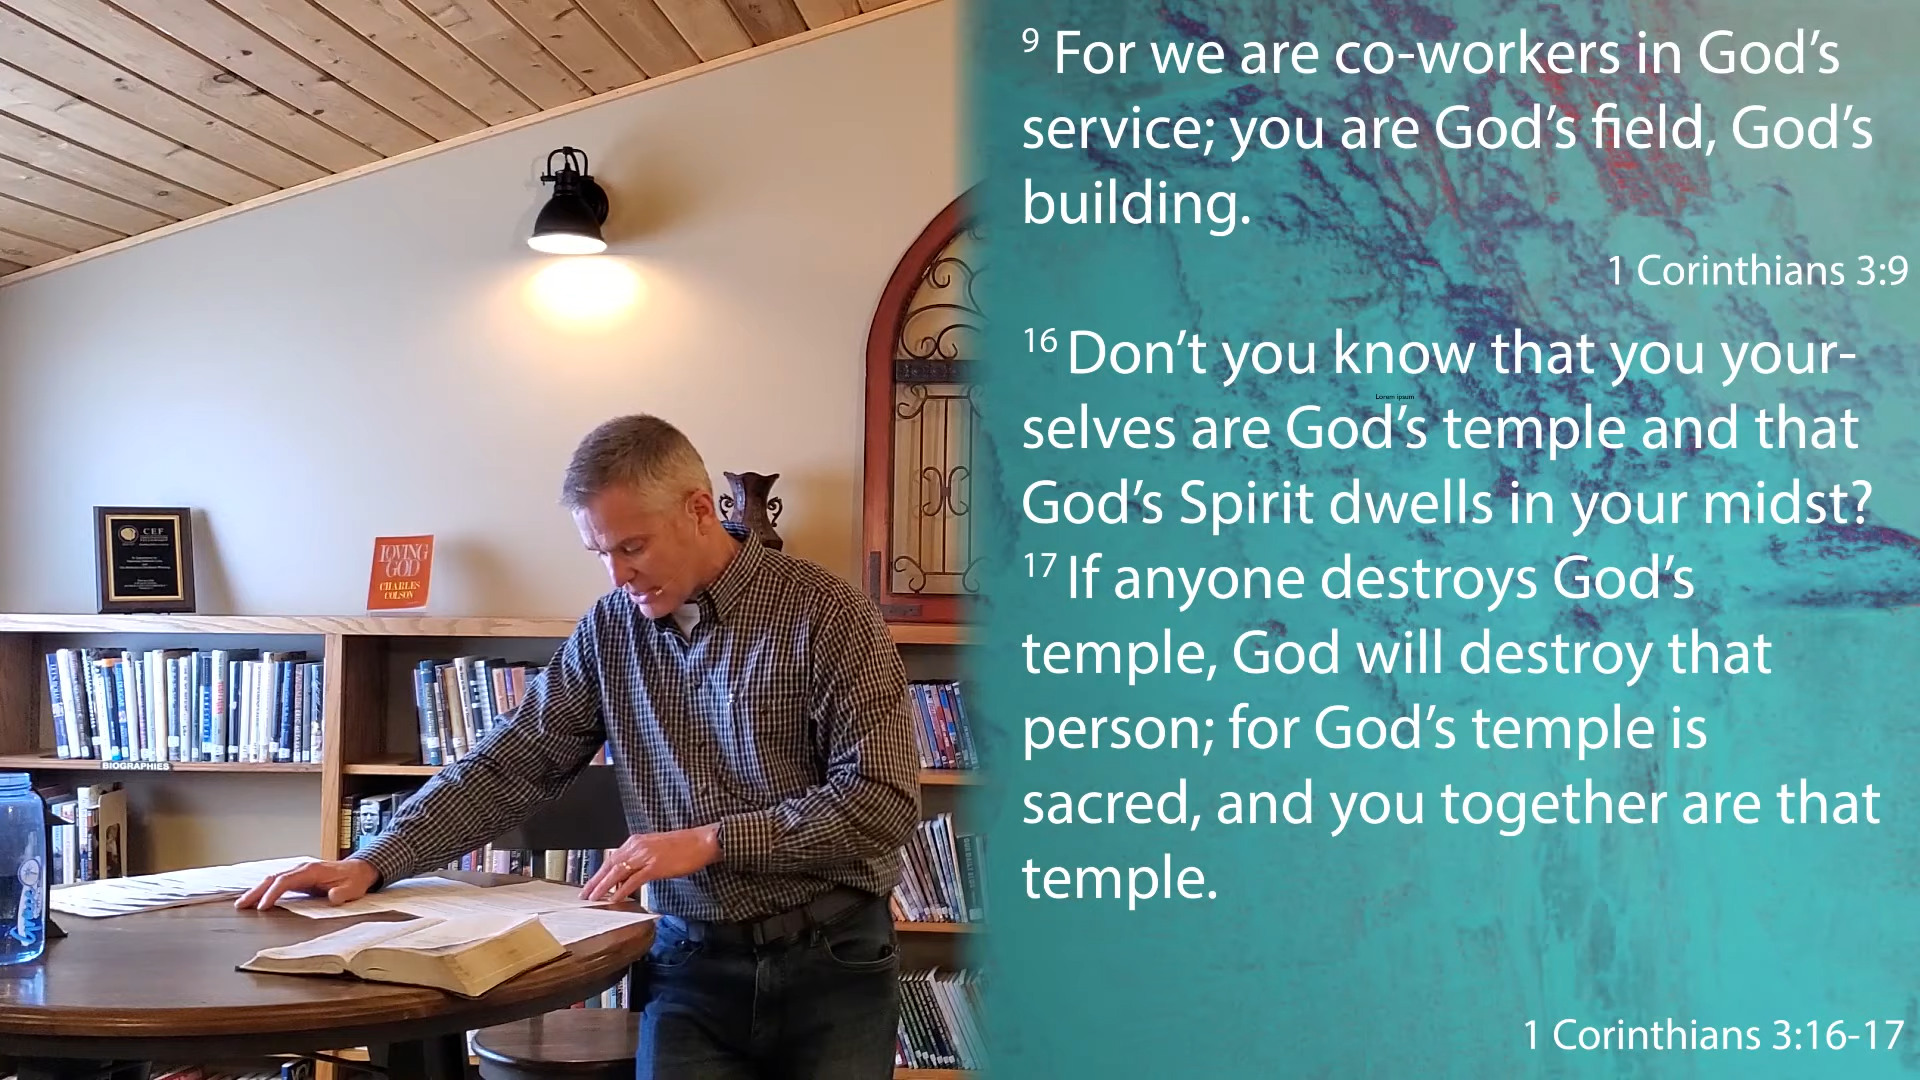 CEF
LOVING
GOD
CHARLES
COLSON
BIOGRAPHIES
9 For we are co-workers in God’s
service; you are God’s field, God’s
building.
1 Corinthians 3:9
16 Don’t you know that you your-
Lorem ipsum
selves are God’s temple and that
God’s Spirit dwells in your midst?
17 If anyone destroys God’s
temple, God will destroy that
person; for God’s temple is
sacred, and you together are that
temple.
1 Corinthians 3:16-17